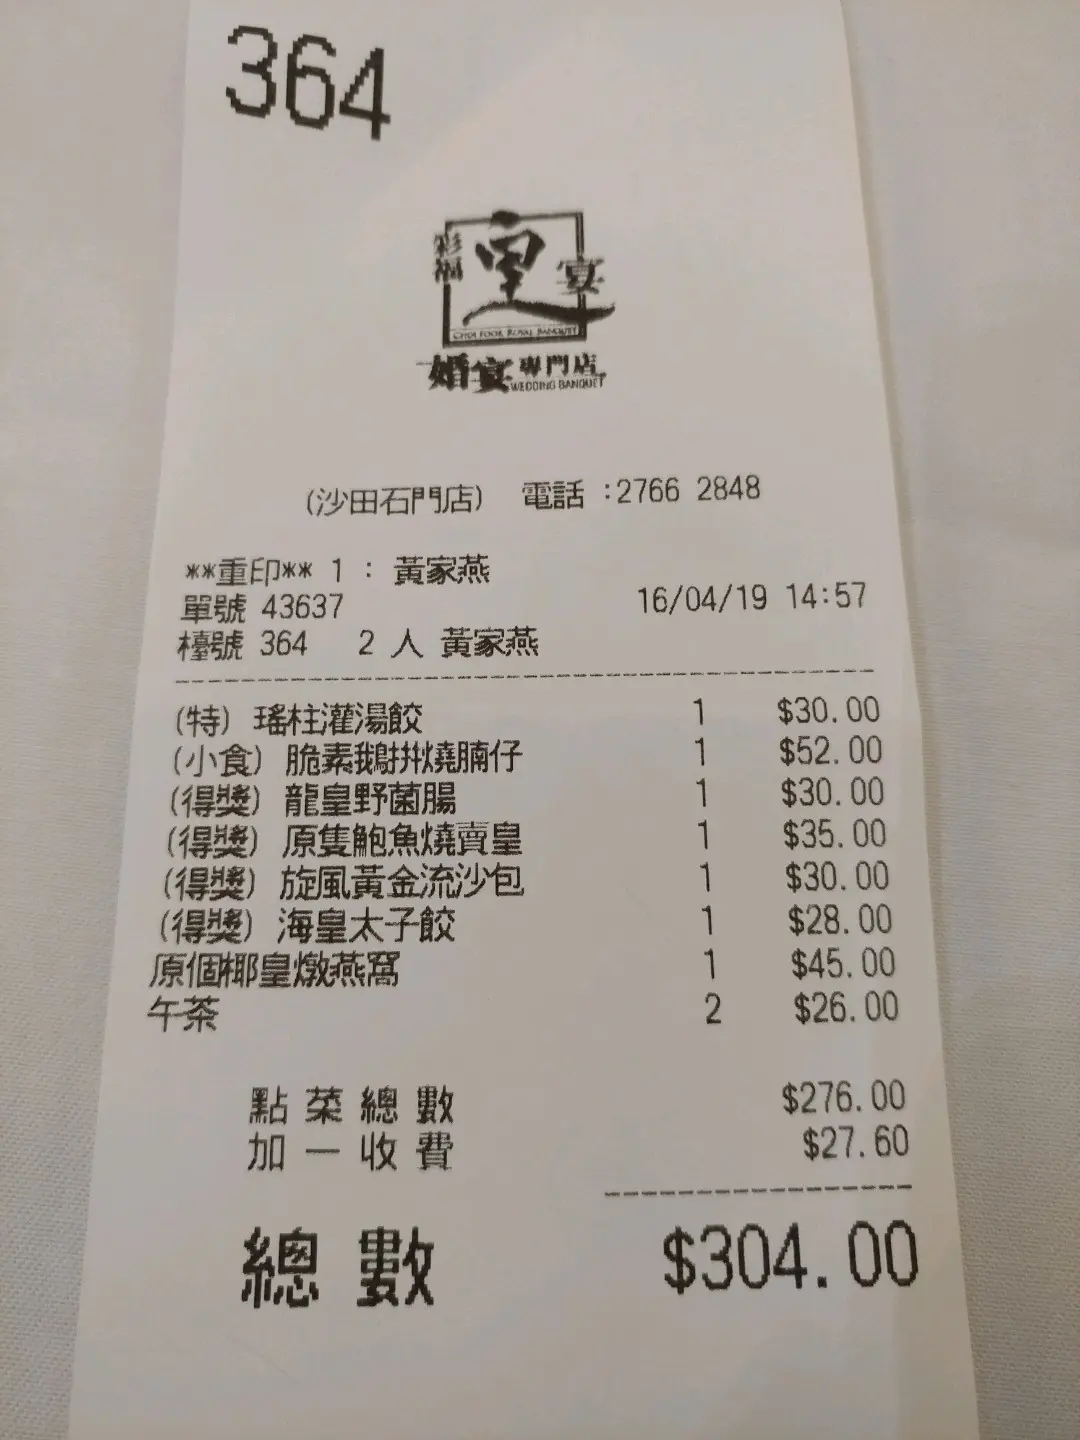 364
彩福
皇
宴
CHOI FOOK ROYAL BANQUET
婚宴專門店
WEDDING BANQUET
(沙田石門店) 電話 :2766 2848
**重印** 1 : 黃家燕
單號 43637 16/04/19 14:57
檯號 364 2 人 黃家燕
(特) 瑤柱灌湯餃 1 $30.00
(小食) 脆素鵝拼燒腩仔 1 $52.00
(得獎) 龍皇野菌腸 1 $30.00
(得獎) 原隻鮑魚燒賣皇 1 $35.00
(得獎) 旋風黃金流沙包 1 $30.00
(得獎) 海皇太子餃 1 $28.00
原個椰皇燉燕窩 1 $45.00
午茶 2 $26.00
點菜總數 $276.00
加一收費 $27.60
總數 $304.00